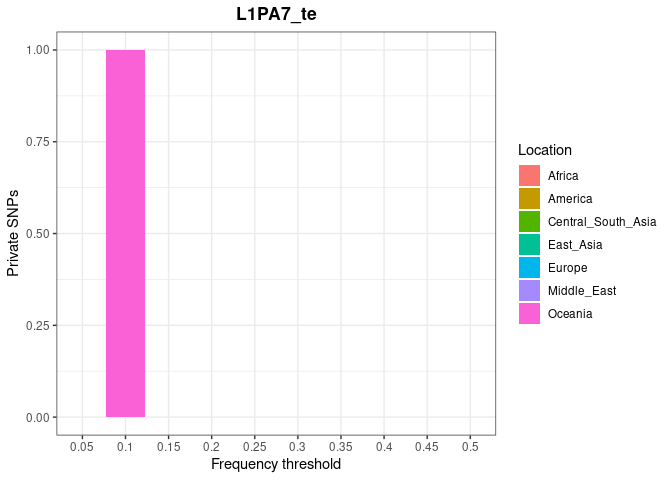 L1PA7_te
Private SNPs
1.00
0.75
0.50
0.25
0.00
0.05 0.1 0.15 0.2 0.25 0.3 0.35 0.4 0.45 0.5
Frequency threshold
Location
Africa
America
Central_South_Asia
East_Asia
Europe
Middle_East
Oceania